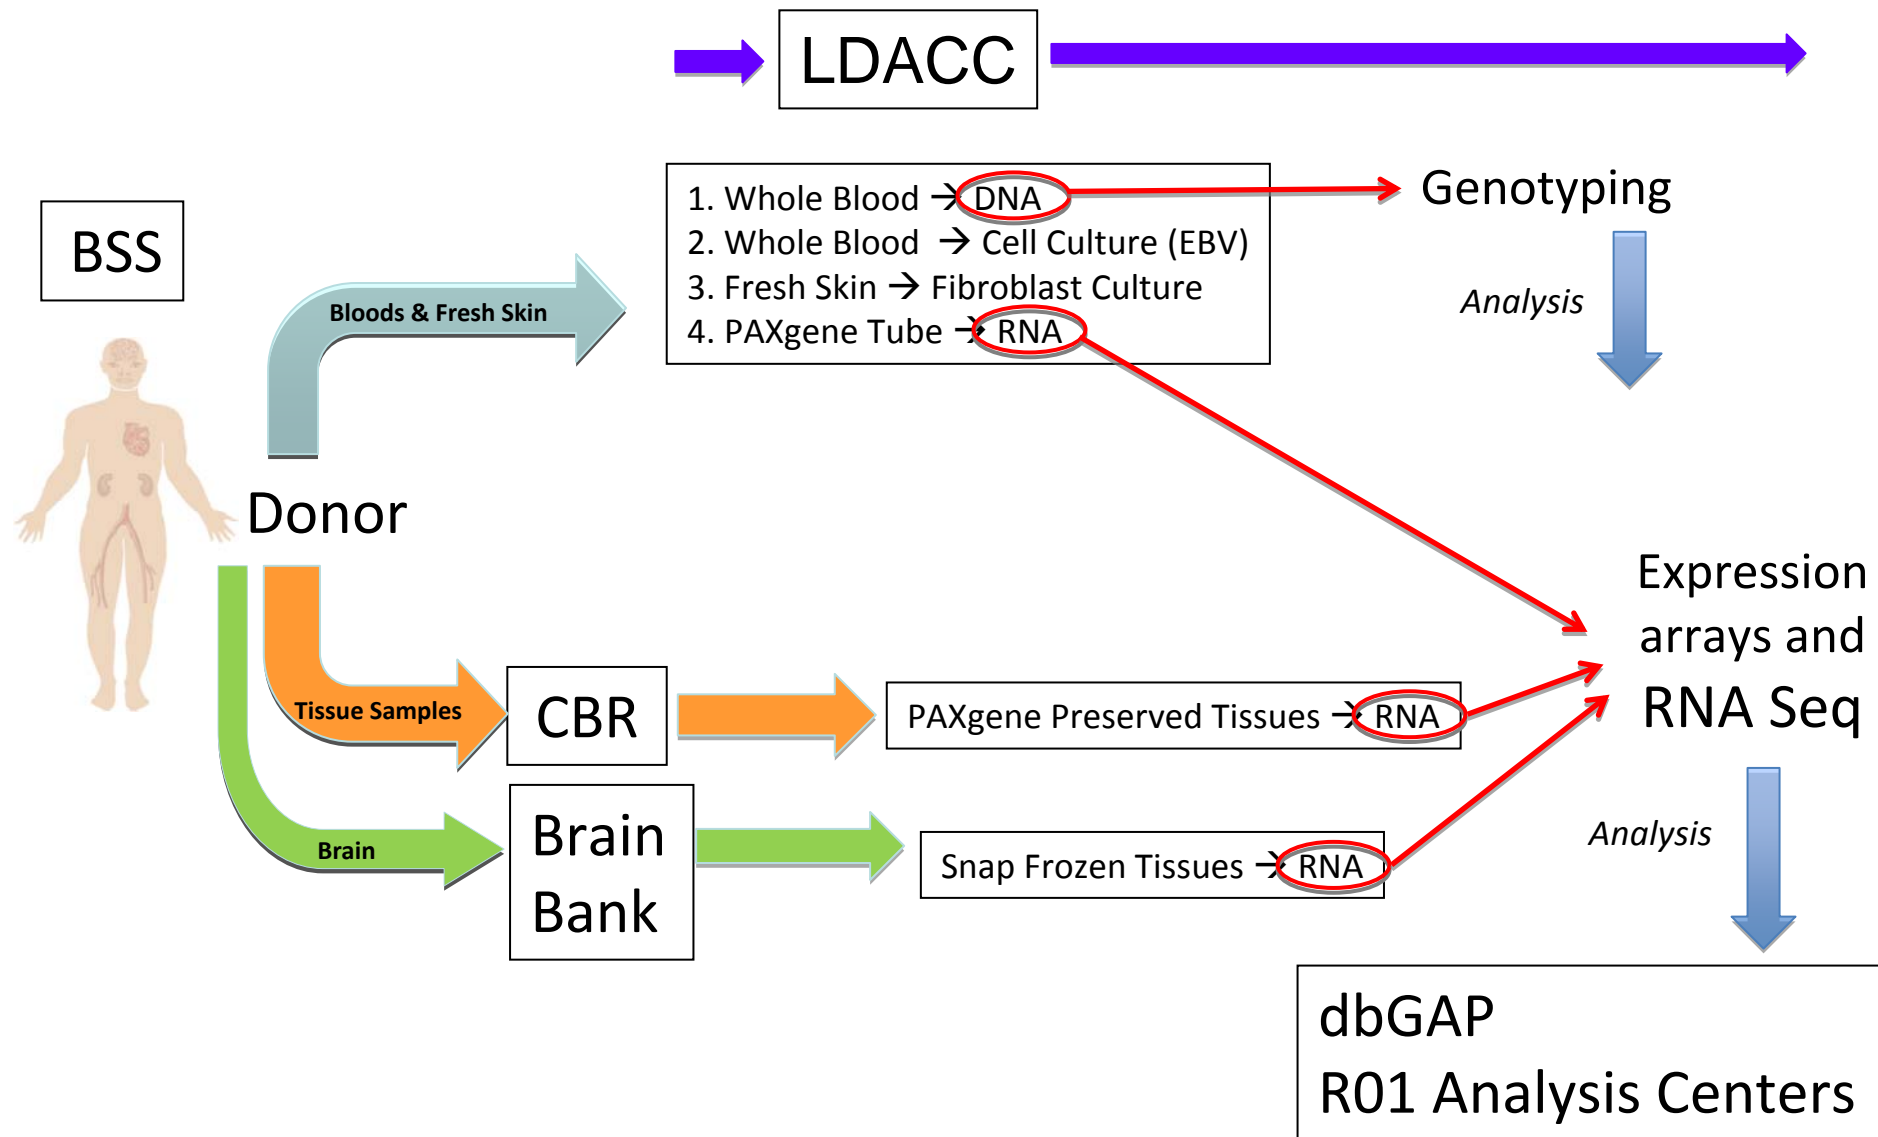 LDACC
BSS
1. Whole Blood → DNA
2. Whole Blood → Cell Culture (EBV)
3. Fresh Skin → Fibroblast Culture
4. PAXgene Tube → RNA
Genotyping
Analysis
Bloods & Fresh Skin
Donor
Expression
arrays and
RNA Seq
Tissue Samples
CBR
PAXgene Preserved Tissues → RNA
Brain
Brain
Bank
Snap Frozen Tissues → RNA
Analysis
dbGAP
R01 Analysis Centers